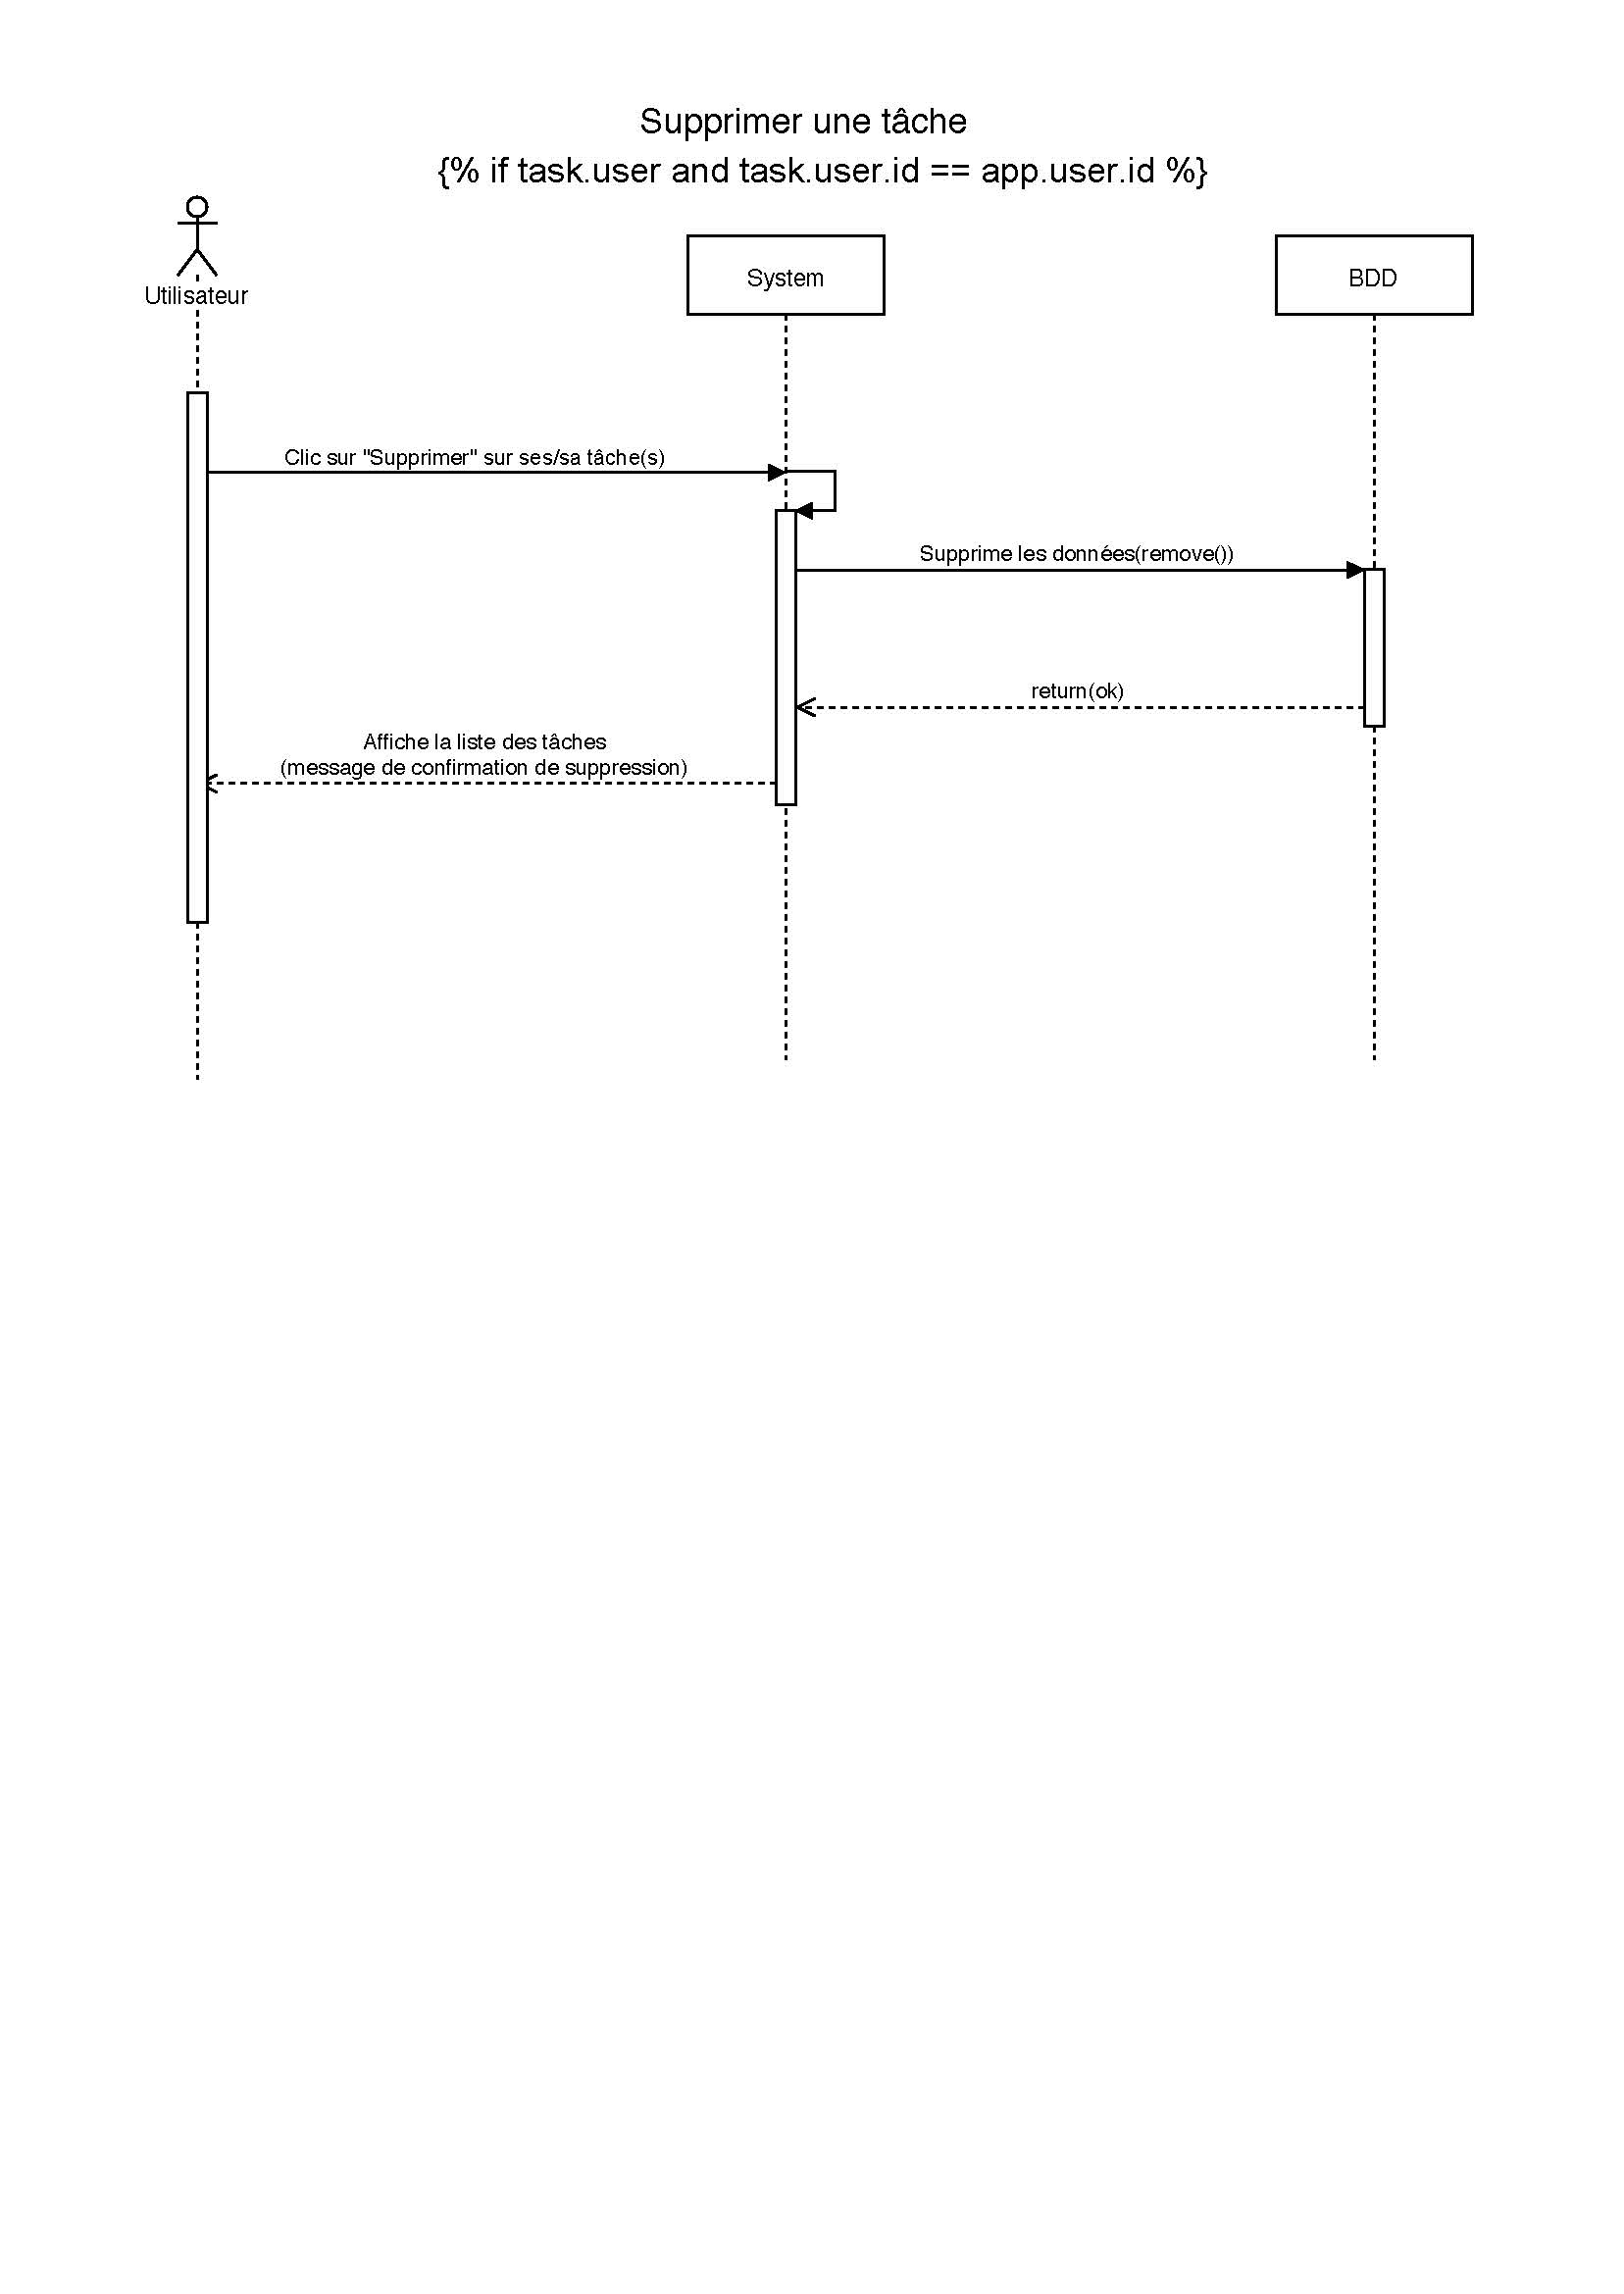 Supprimer une tâche
{% if task.user and task.user.id == app.user.id %}
Utilisateur
System
BDD
Clic sur "Supprimer" sur ses/sa tâche(s)
Supprime les données(remove())
return(ok)
Affiche la liste des tâches
(message de confirmation de suppression)